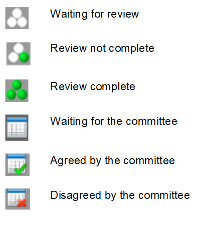 Waiting for review
Review not complete
Review complete
Waiting for the committee
Agreed by the committee
Disagreed by the committee